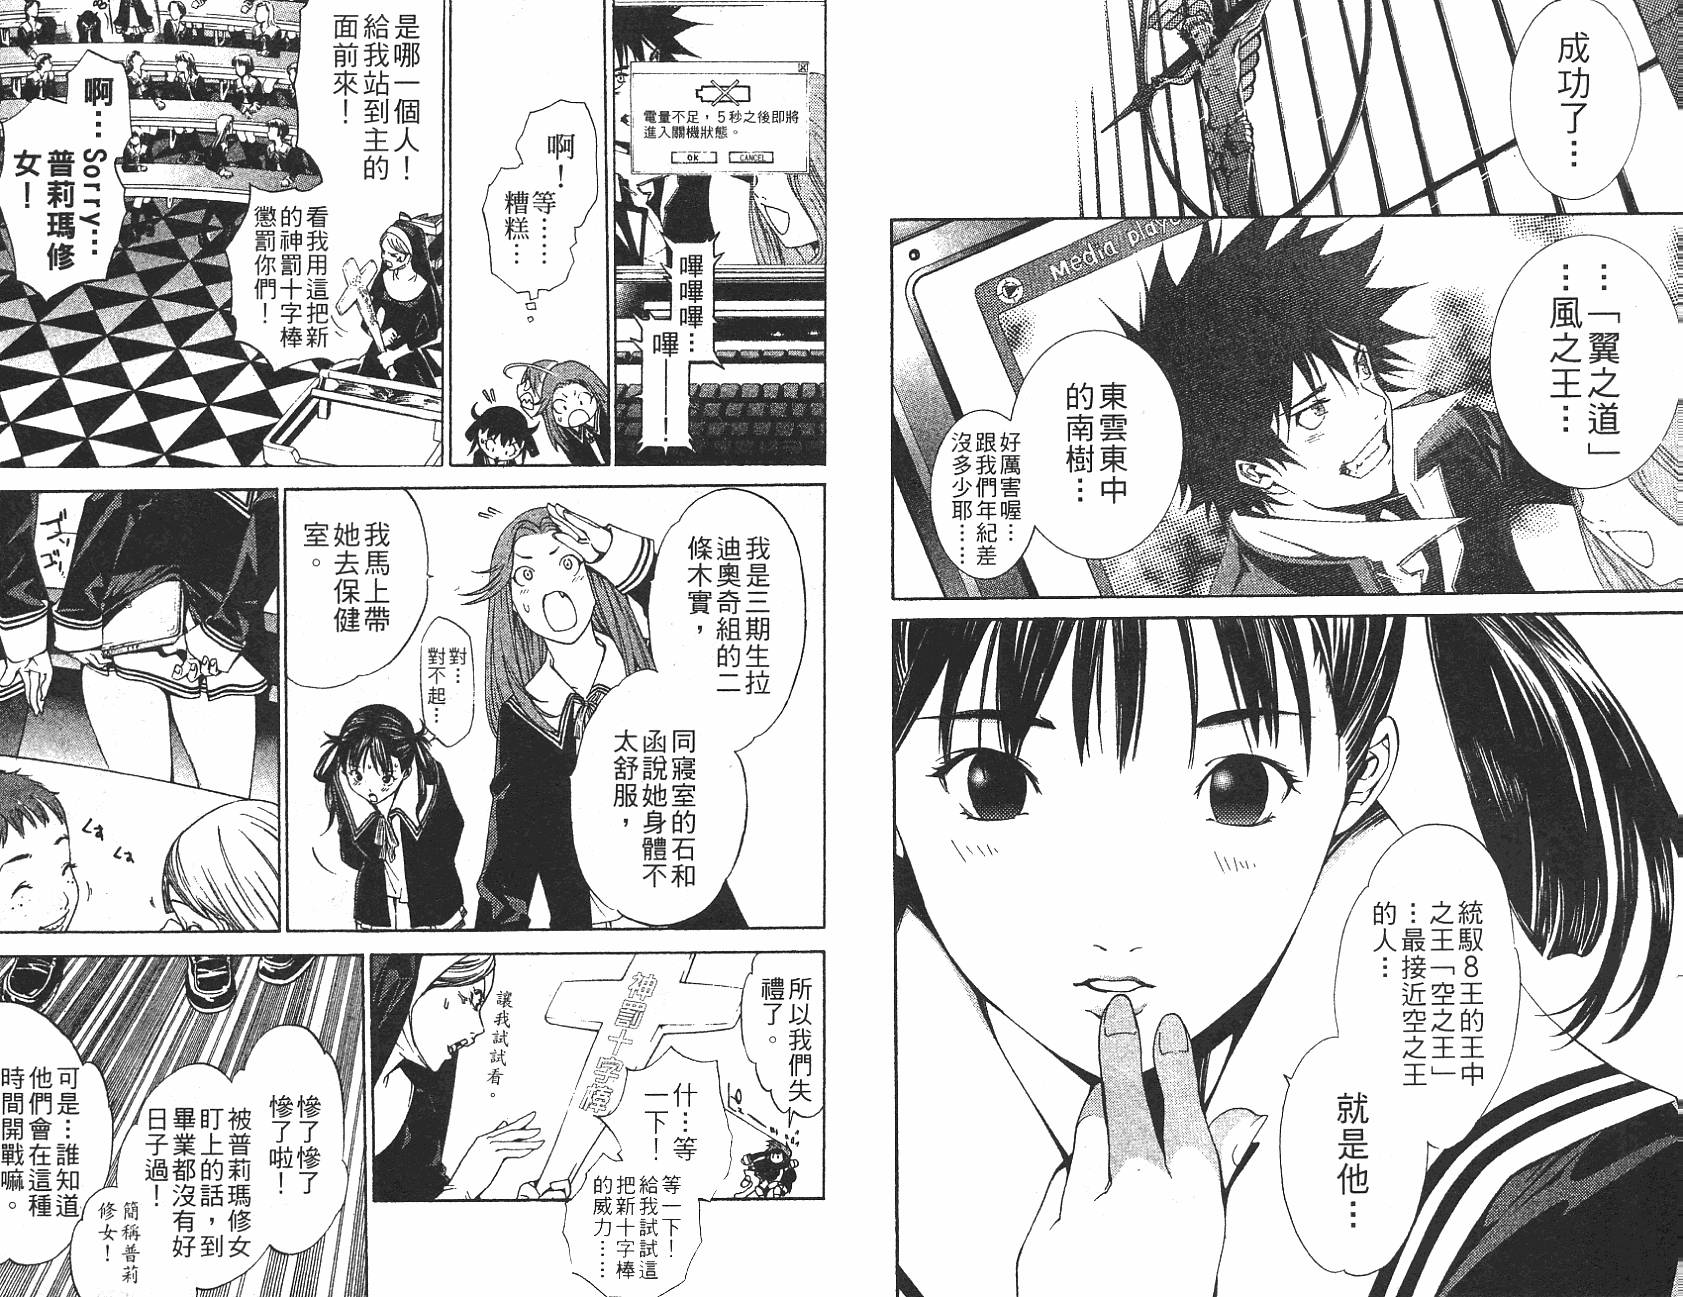 成功了…
…「翼之道」
…風之王…
Media playe
東雲東中
的南樹…
好厲害喔…
跟我們年紀差
沒多少耶……
統馭8王的王中
之王「空之王」
…最接近空之王
的人…
就是他…
電量不足，5秒之後即將
進入關機狀態。
OK
CANCEL
嗶嗶嗶…
嗶——！
啊！
等……
糟糕…
是哪一個人！
給我站到主的
面前來！
看我用這把新
的神罰十字棒
懲罰你們！
啊…Sorry…
普莉瑪修
女！
我是三期生拉
迪奧奇組的二
條木實，
同寢室的石和
函說她身體不
太舒服，
我馬上帶
她去保健
室。
對…
對不起…
ゴソッ
ゴソッ
くす
くす
所以我們失
禮了。
神罰十字棒
讓我試試看。
什…等
一下！
等一下！
給我試試這
把新十字棒
的威力……
慘了慘了
慘了啦！
被普莉瑪修女
盯上的話，到
畢業都沒有好
日子過！
簡稱普莉
修女！
可是…誰知道
他們會在這種
時間開戰嘛。